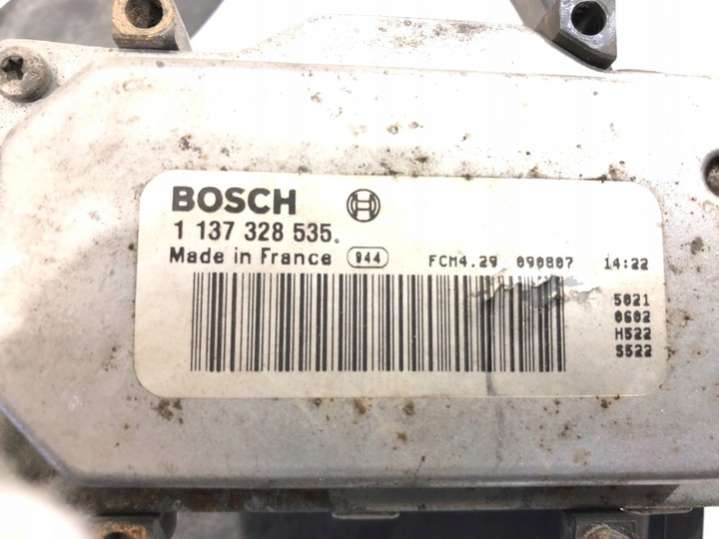 BOSCH
1 137 328 535.
Made in France 944 FCM4.29 090807 14:22
5021
0602
H522
S522